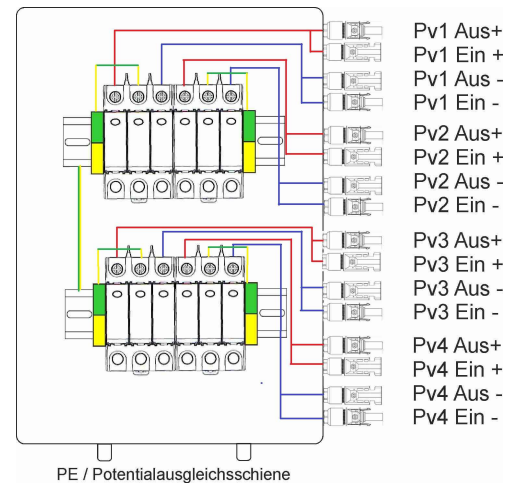 Pv1 Aus+
Pv1 Ein +
Pv1 Aus -
Pv1 Ein -
Pv2 Aus+
Pv2 Ein +
Pv2 Aus -
Pv2 Ein -
Pv3 Aus+
Pv3 Ein +
Pv3 Aus -
Pv3 Ein -
Pv4 Aus+
Pv4 Ein +
Pv4 Aus -
Pv4 Ein -
PE / Potentialausgleichsschiene